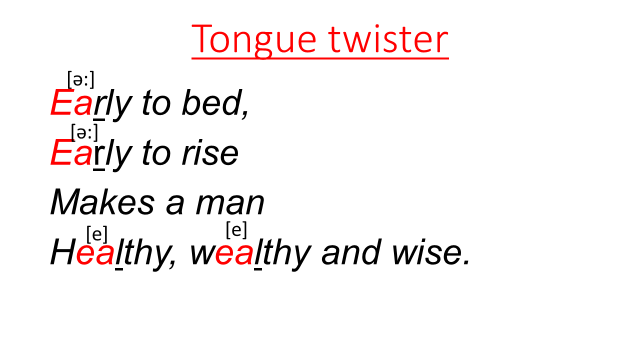 Tongue twister
[ə:]
Early to bed,
[ə:]
Early to rise
Makes a man
[e] [e]
Healthy, wealthy and wise.